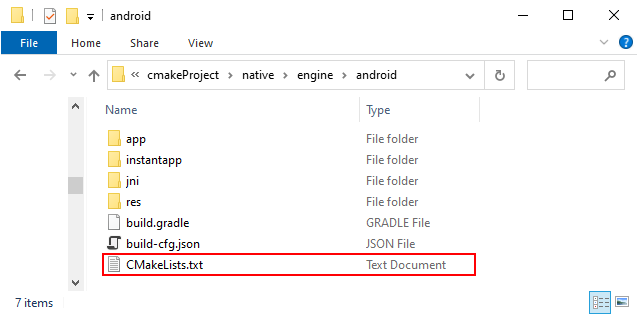 android
File Home Share View
« cmakeProject > native > engine > android
Name Type
app File folder
instantapp File folder
jni File folder
res File folder
build.gradle GRADLE File
build-cfg.json JSON File
CMakeLists.txt Text Document
7 items